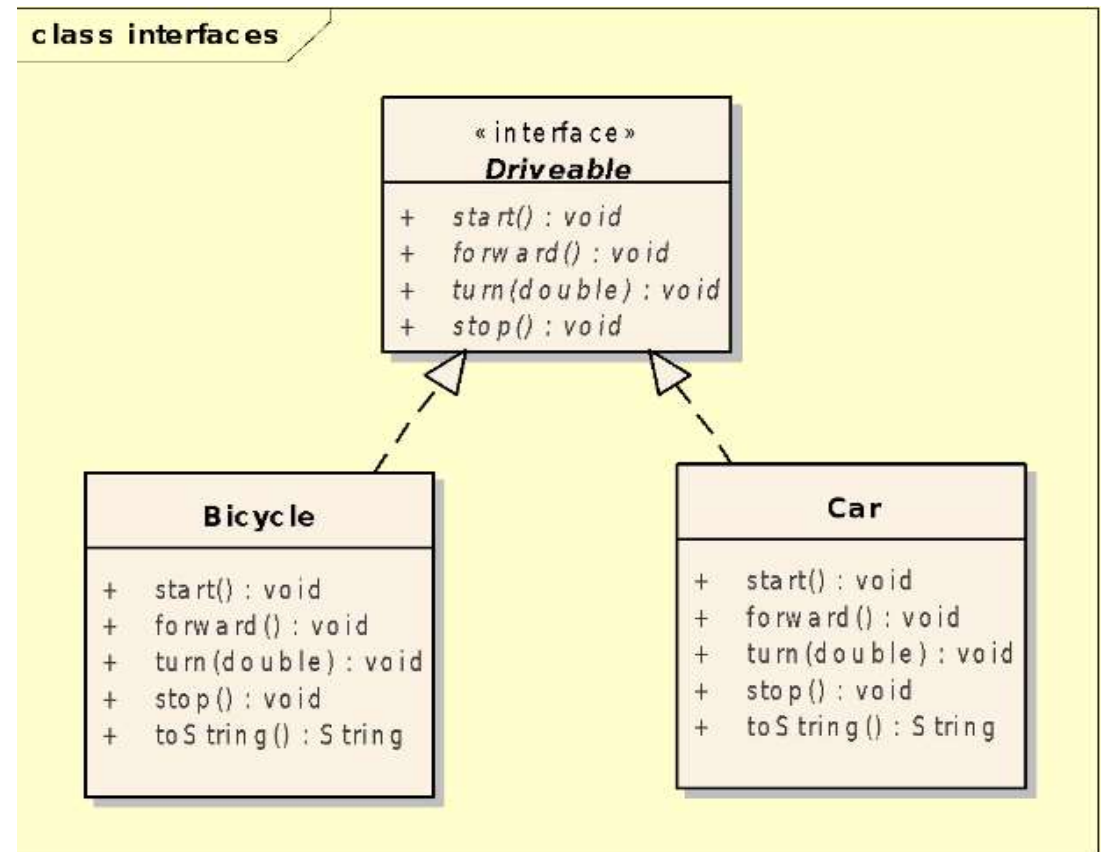 class interfaces
«interface»
Driveable
+ start() : void
+ forward() : void
+ turn(double) : void
+ stop() : void
Bicycle
+ start() : void
+ forward() : void
+ turn(double) : void
+ stop() : void
+ toString() : String
Car
+ start() : void
+ forward() : void
+ turn(double) : void
+ stop() : void
+ toString() : String